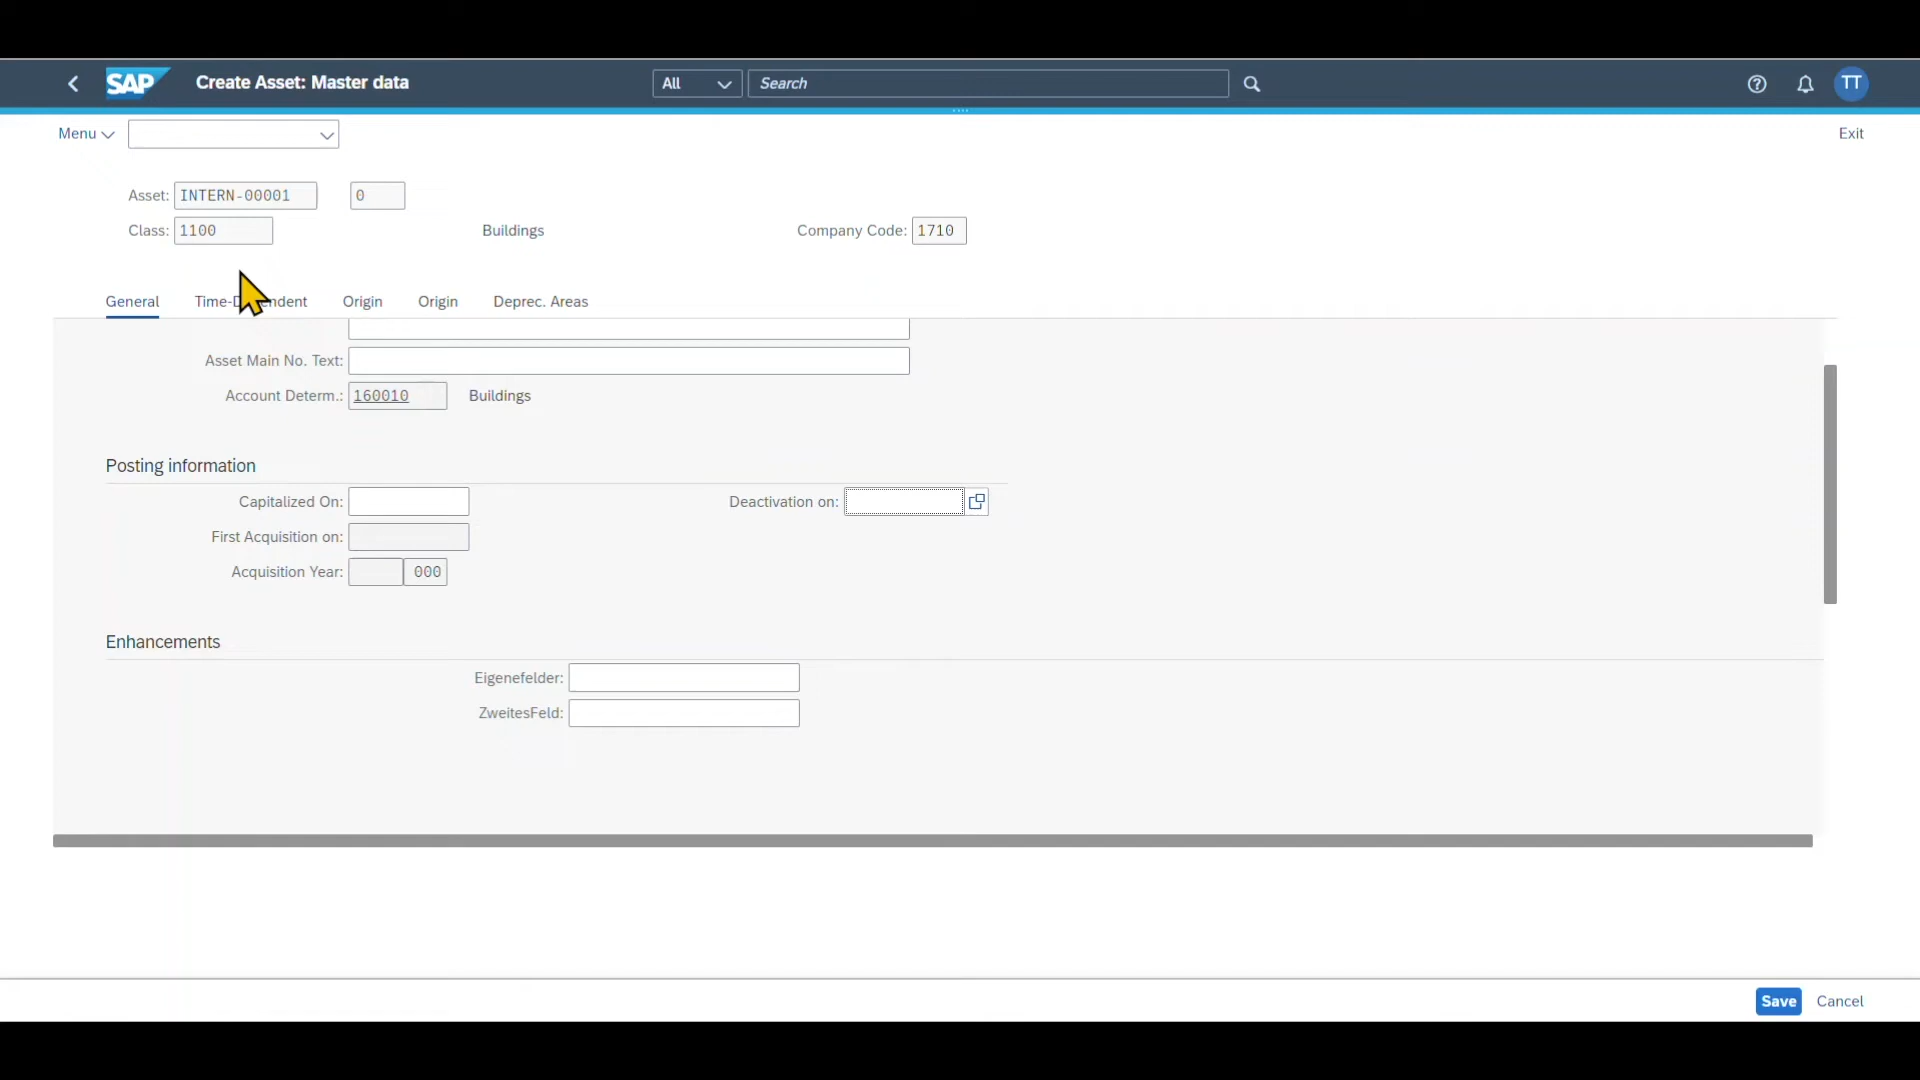 SAP Create Asset: Master data All Search TT
Menu Exit
Asset: INTERN-00001 0
Class: 1100 Buildings Company Code: 1710
General Time-Dependent Origin Origin Deprec. Areas
Asset Main No. Text:
Account Determ.: 160010 Buildings
Posting information
Capitalized On: Deactivation on:
First Acquisition on:
Acquisition Year: 000
Enhancements
Eigenefelder:
ZweitesFeld:
Save Cancel